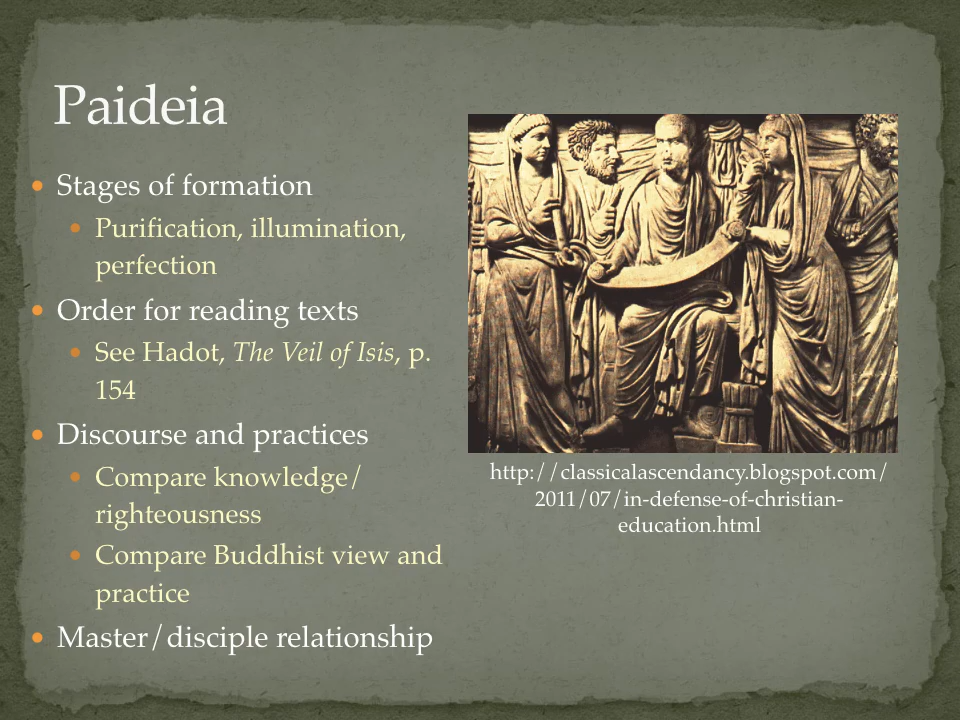 Paideia
Stages of formation
Purification, illumination,
perfection
Order for reading texts
See Hadot, The Veil of Isis, p.
154
Discourse and practices
Compare knowledge/
righteousness
Compare Buddhist view and
practice
Master/disciple relationship
http://classicalascendancy.blogspot.com/
2011/07/in-defense-of-christian-
education.html